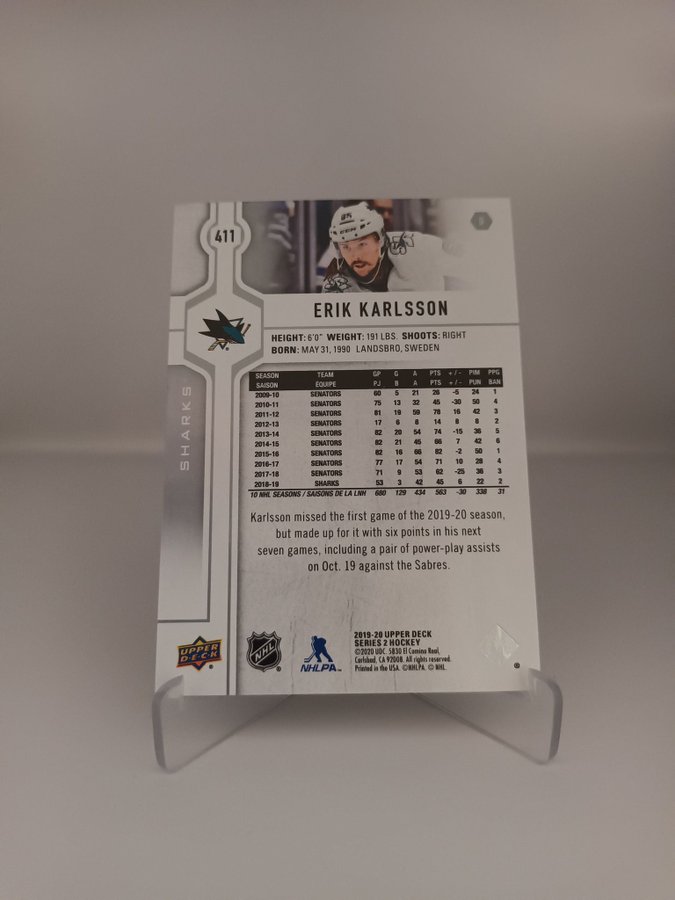 411
65
CCM
D
ERIK KARLSSON
HEIGHT: 6'0" WEIGHT: 191 LBS. SHOOTS: RIGHT
BORN: MAY 31, 1990 LANDSBRO, SWEDEN
SHARKS
SEASON TEAM GP G A PTS +/- PIM PPG
SAISON ÉQUIPE PJ B A PTS +/- PUN BAN
2009-10 SENATORS 60 5 21 26 -5 24 1
2010-11 SENATORS 75 13 32 45 -30 50 4
2011-12 SENATORS 81 19 59 78 16 42 3
2012-13 SENATORS 17 6 8 14 8 8 2
2013-14 SENATORS 82 20 54 74 -15 36 5
2014-15 SENATORS 82 21 45 66 7 42 6
2015-16 SENATORS 82 16 66 82 -2 50 1
2016-17 SENATORS 77 17 54 71 10 28 4
2017-18 SENATORS 71 9 53 62 -25 36 3
2018-19 SHARKS 53 3 42 45 6 22 2
10 NHL SEASONS / SAISONS DE LA LNH 680 129 434 563 -30 338 31
Karlsson missed the first game of the 2019-20 season,
but made up for it with six points in his next
seven games, including a pair of power-play assists
on Oct. 19 against the Sabres.
UPPER
DECK
NHL
NHLPA
2019-20 UPPER DECK
SERIES 2 HOCKEY
©2020 UDC. 5830 El Camino Real,
Carlsbad, CA 92008. All rights reserved.
Printed in the USA. ©NHLPA © NHL